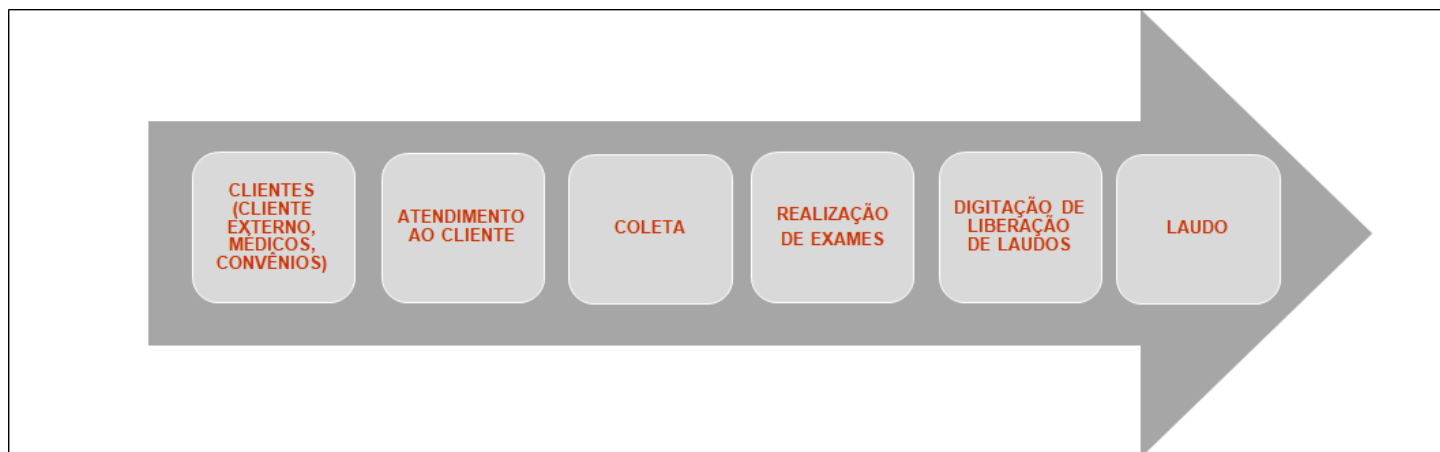 CLIENTES
(CLIENTE
EXTERNO,
MÉDICOS,
CONVÊNIOS)
ATENDIMENTO
AO CLIENTE
COLETA
REALIZAÇÃO
DE EXAMES
DIGITAÇÃO DE
LIBERAÇÃO
DE LAUDOS
LAUDO